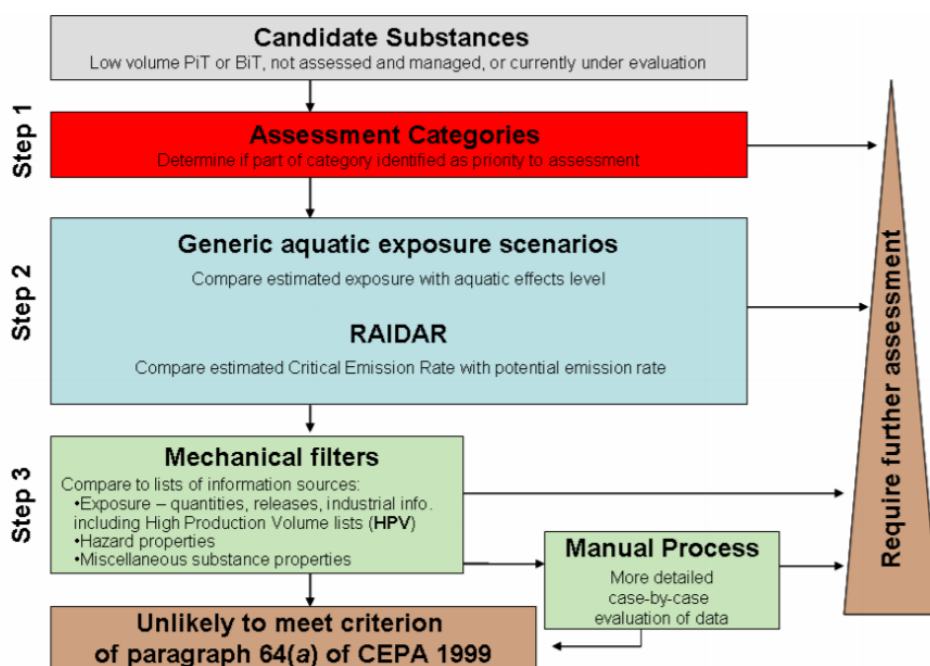 Candidate Substances
Low volume PiT or BiT, not assessed and managed, or currently under evaluation
Step 1
Assessment Categories
Determine if part of category identified as priority to assessment
Step 2
Generic aquatic exposure scenarios
Compare estimated exposure with aquatic effects level
RAIDAR
Compare estimated Critical Emission Rate with potential emission rate
Step 3
Mechanical filters
Compare to lists of information sources:
•Exposure – quantities, releases, industrial info.
including High Production Volume lists (HPV)
•Hazard properties
•Miscellaneous substance properties
Manual Process
More detailed
case-by-case
evaluation of data
Unlikely to meet criterion
of paragraph 64(a) of CEPA 1999
Require further assessment